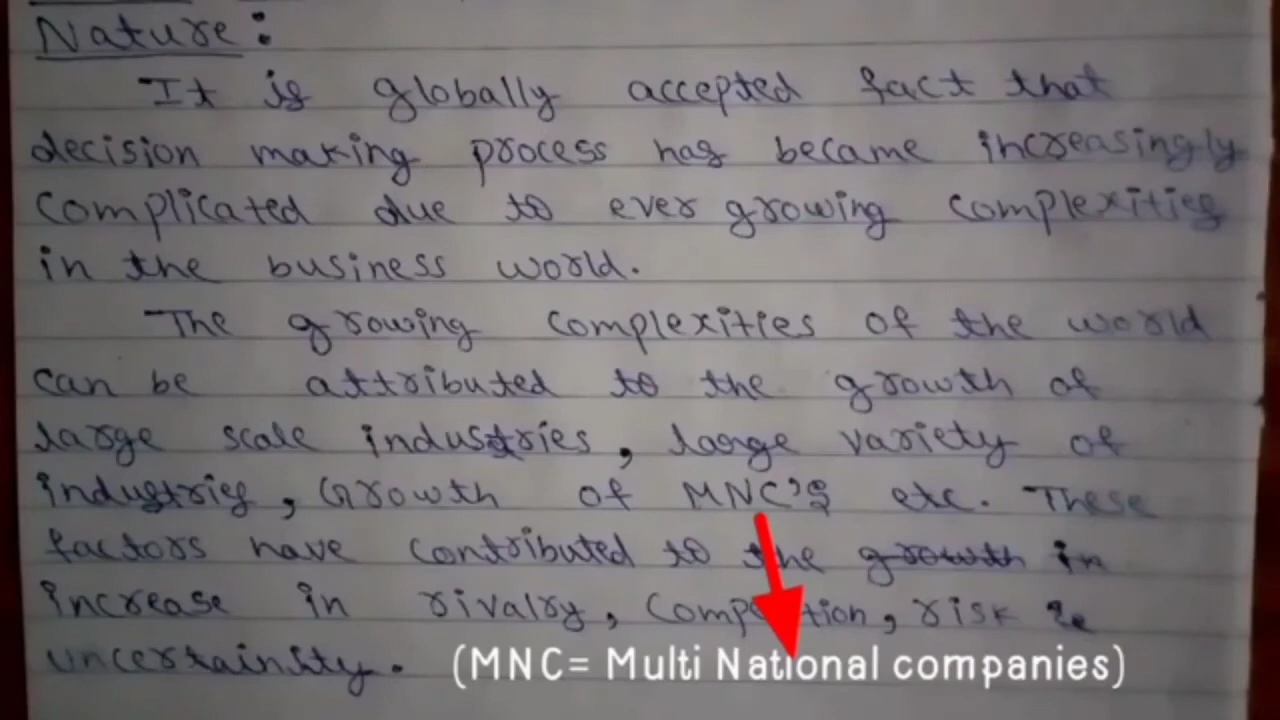 Nature:
It is globally accepted fact that
decision making process has became increasingly
complicated due to ever growing complexities
in the business world.
The growing complexities of the world
can be attributed to the growth of
large scale industries, large variety of
industries, Growth of MNC's etc. These
factors have contributed to the growth in
increase in rivalry, competition, risk &
uncertainity.
(MNC= Multi National companies)